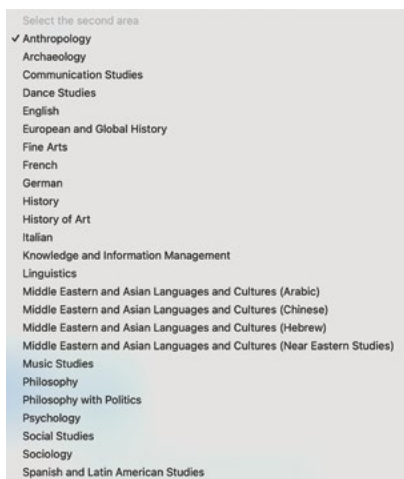 Select the second area
✓ Anthropology
Archaeology
Communication Studies
Dance Studies
English
European and Global History
Fine Arts
French
German
History
History of Art
Italian
Knowledge and Information Management
Linguistics
Middle Eastern and Asian Languages and Cultures (Arabic)
Middle Eastern and Asian Languages and Cultures (Chinese)
Middle Eastern and Asian Languages and Cultures (Hebrew)
Middle Eastern and Asian Languages and Cultures (Near Eastern Studies)
Music Studies
Philosophy
Philosophy with Politics
Psychology
Social Studies
Sociology
Spanish and Latin American Studies